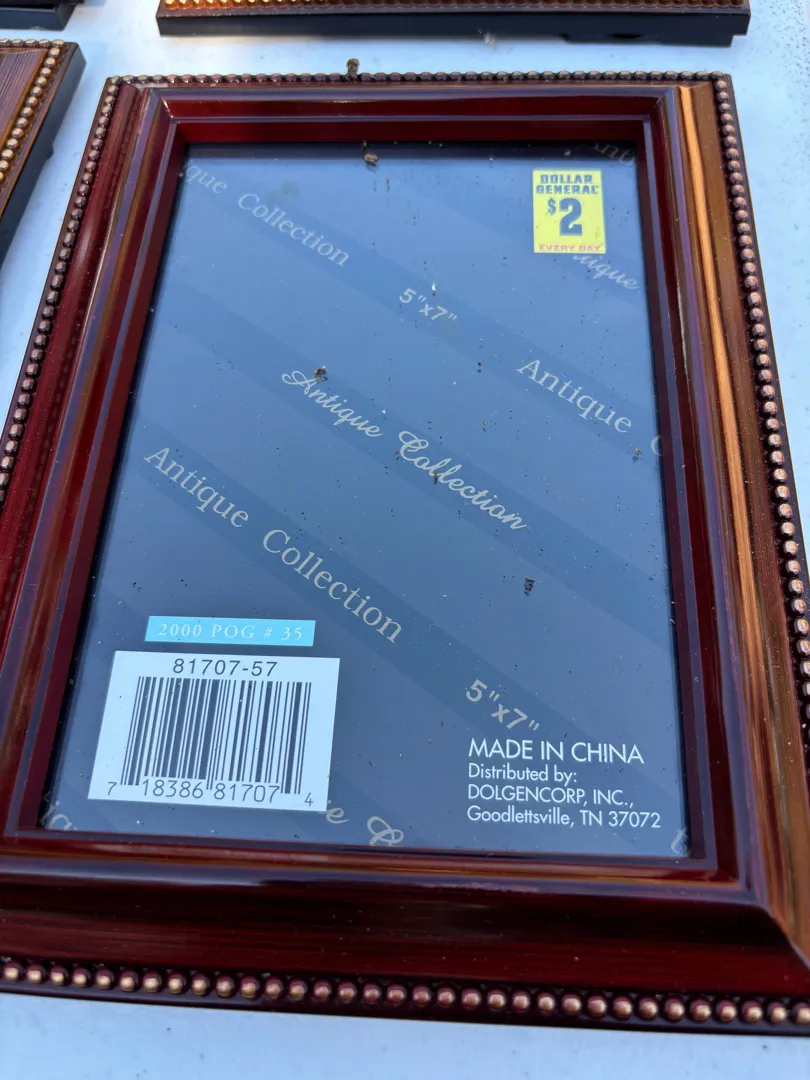 ique Collection
DOLLAR
GENERAL
$2
EVERY DAY
ique
5"x7"
Antique C
Antique Collection
Antique Collection
5"x7"
2000 POG # 35
81707-57
7 18386 81707 4
MADE IN CHINA
Distributed by:
DOLGENCORP, INC.,
Goodlettsville, TN 37072
e C